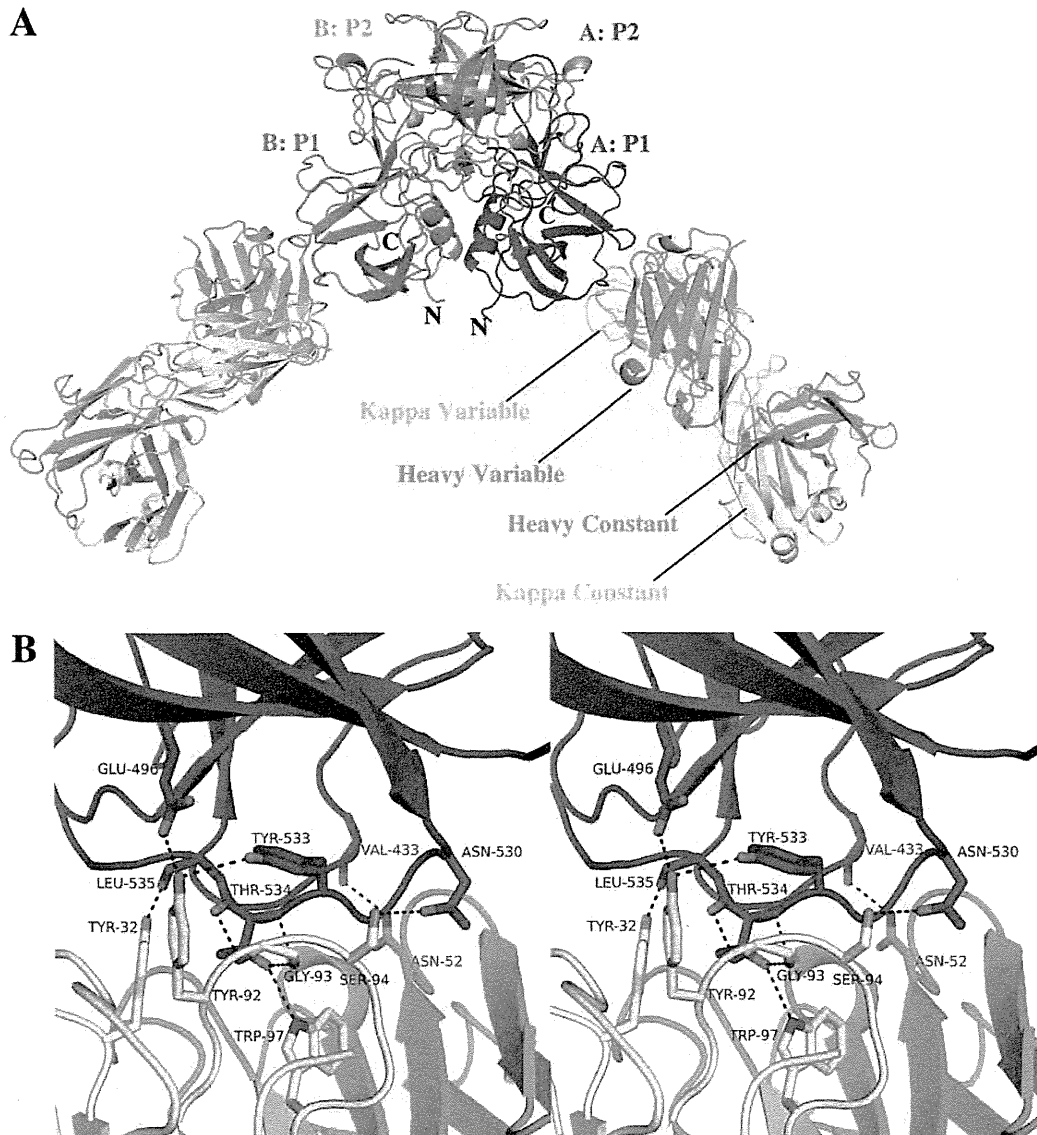 A
B: P2
A: P2
B: P1
A: P1
C
C
N
N
Kappa Variable
Heavy Variable
Heavy Constant
Kappa Constant
B
GLU-496
TYR-533
VAL-433
ASN-530
LEU-535
THR-534
TYR-32
ASN-52
GLY-93
SER-94
TYR-92
TRP-97
GLU-496
TYR-533
VAL-433
ASN-530
LEU-535
THR-534
TYR-32
ASN-52
GLY-93
SER-94
TYR-92
TRP-97